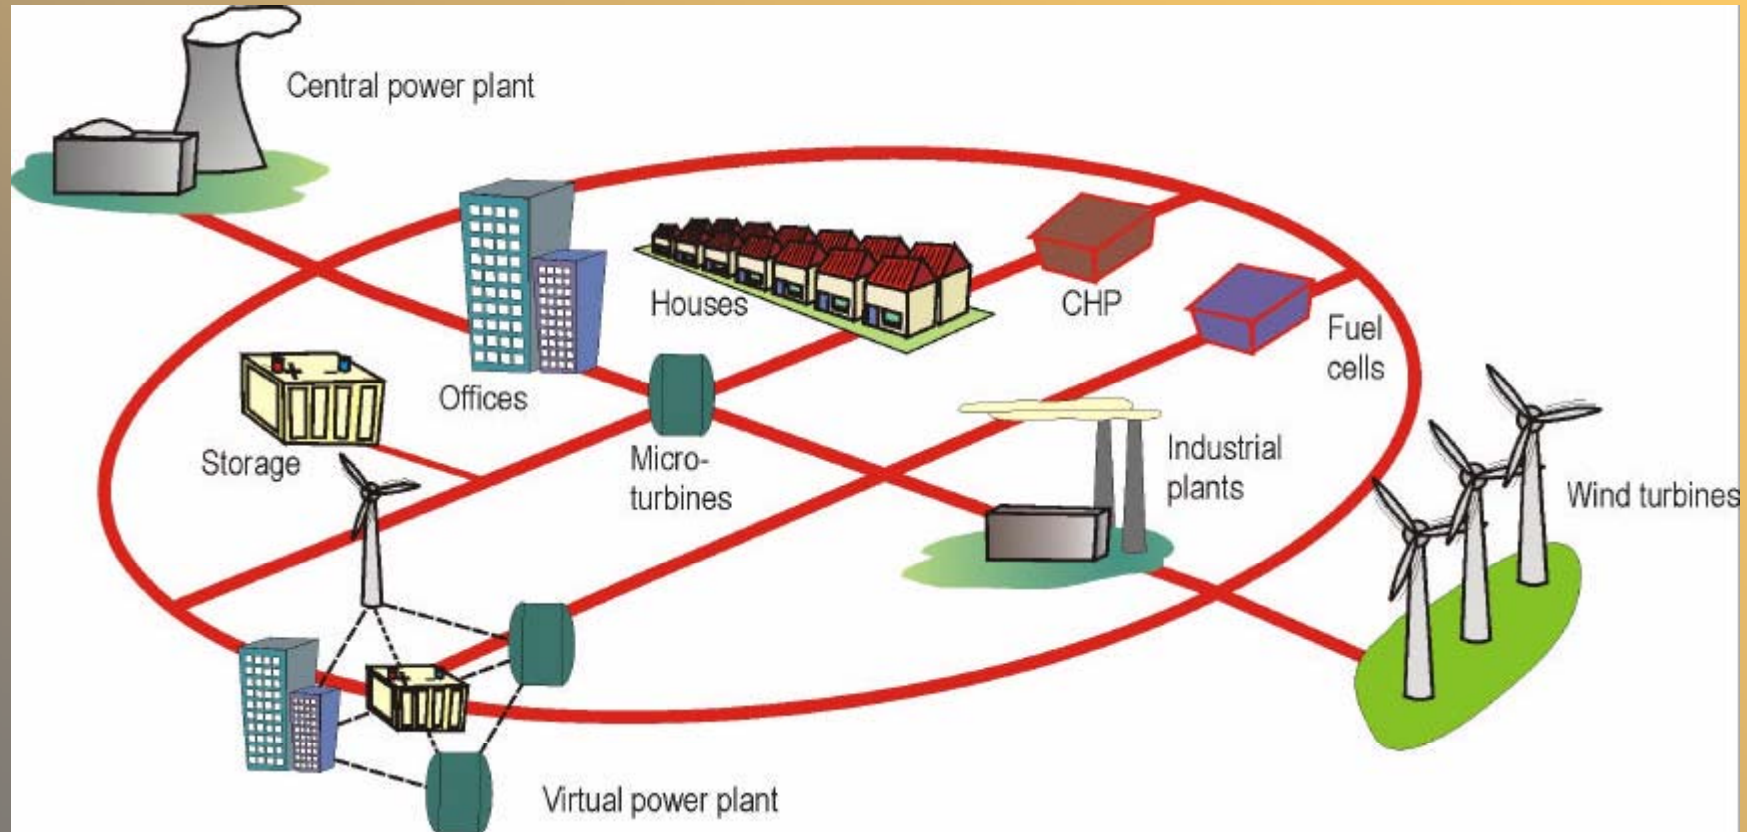 Central power plant
Houses
CHP
Fuel
cells
Offices
Storage
Micro-
turbines
Industrial
plants
Wind turbines
Virtual power plant